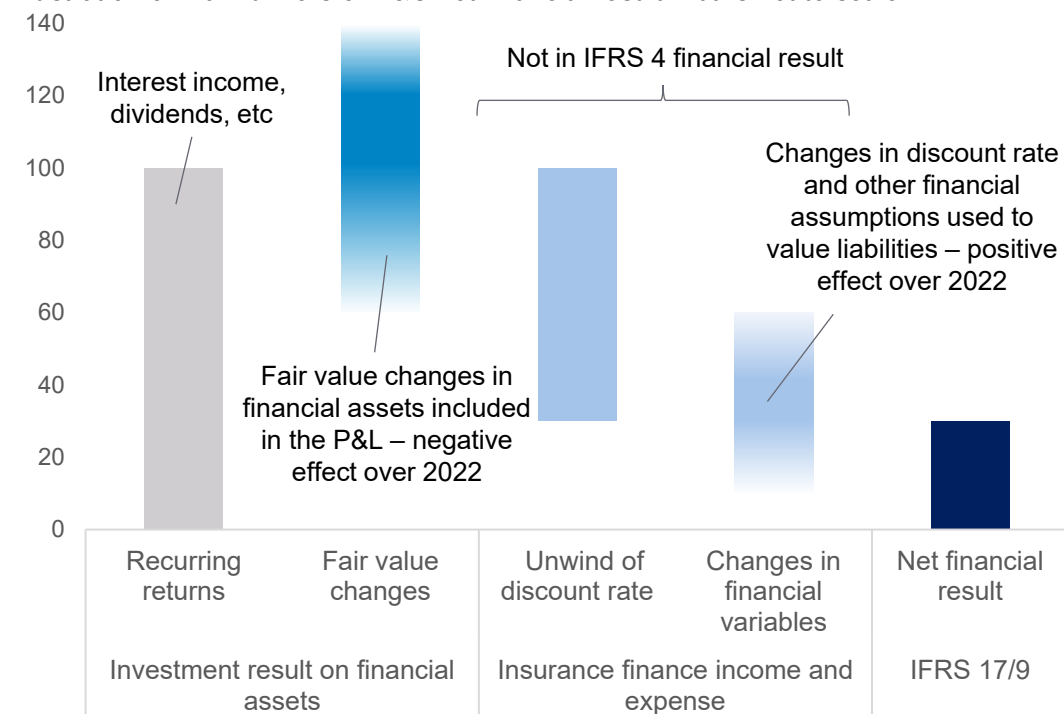 140
120
100
80
60
40
20
0
Interest income,
dividends, etc
Not in IFRS 4 financial result
Changes in discount rate
and other financial
assumptions used to
value liabilities – positive
effect over 2022
Fair value changes in
financial assets included
in the P&L – negative
effect over 2022
Recurring
returns
Fair value
changes
Unwind of
discount rate
Changes in
financial
variables
Net financial
result
Investment result on financial
assets
Insurance finance income and
expense
IFRS 17/9